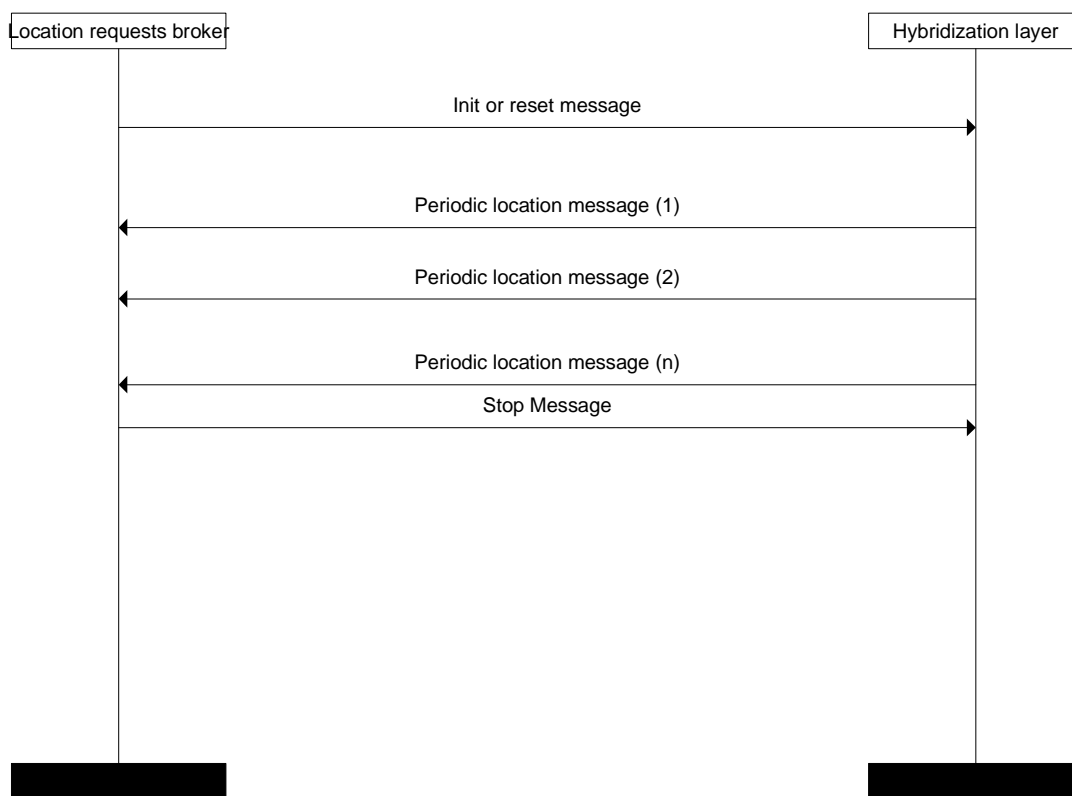 Location requests broker
Hybridization layer
Init or reset message
Periodic location message (1)
Periodic location message (2)
Periodic location message (n)
Stop Message